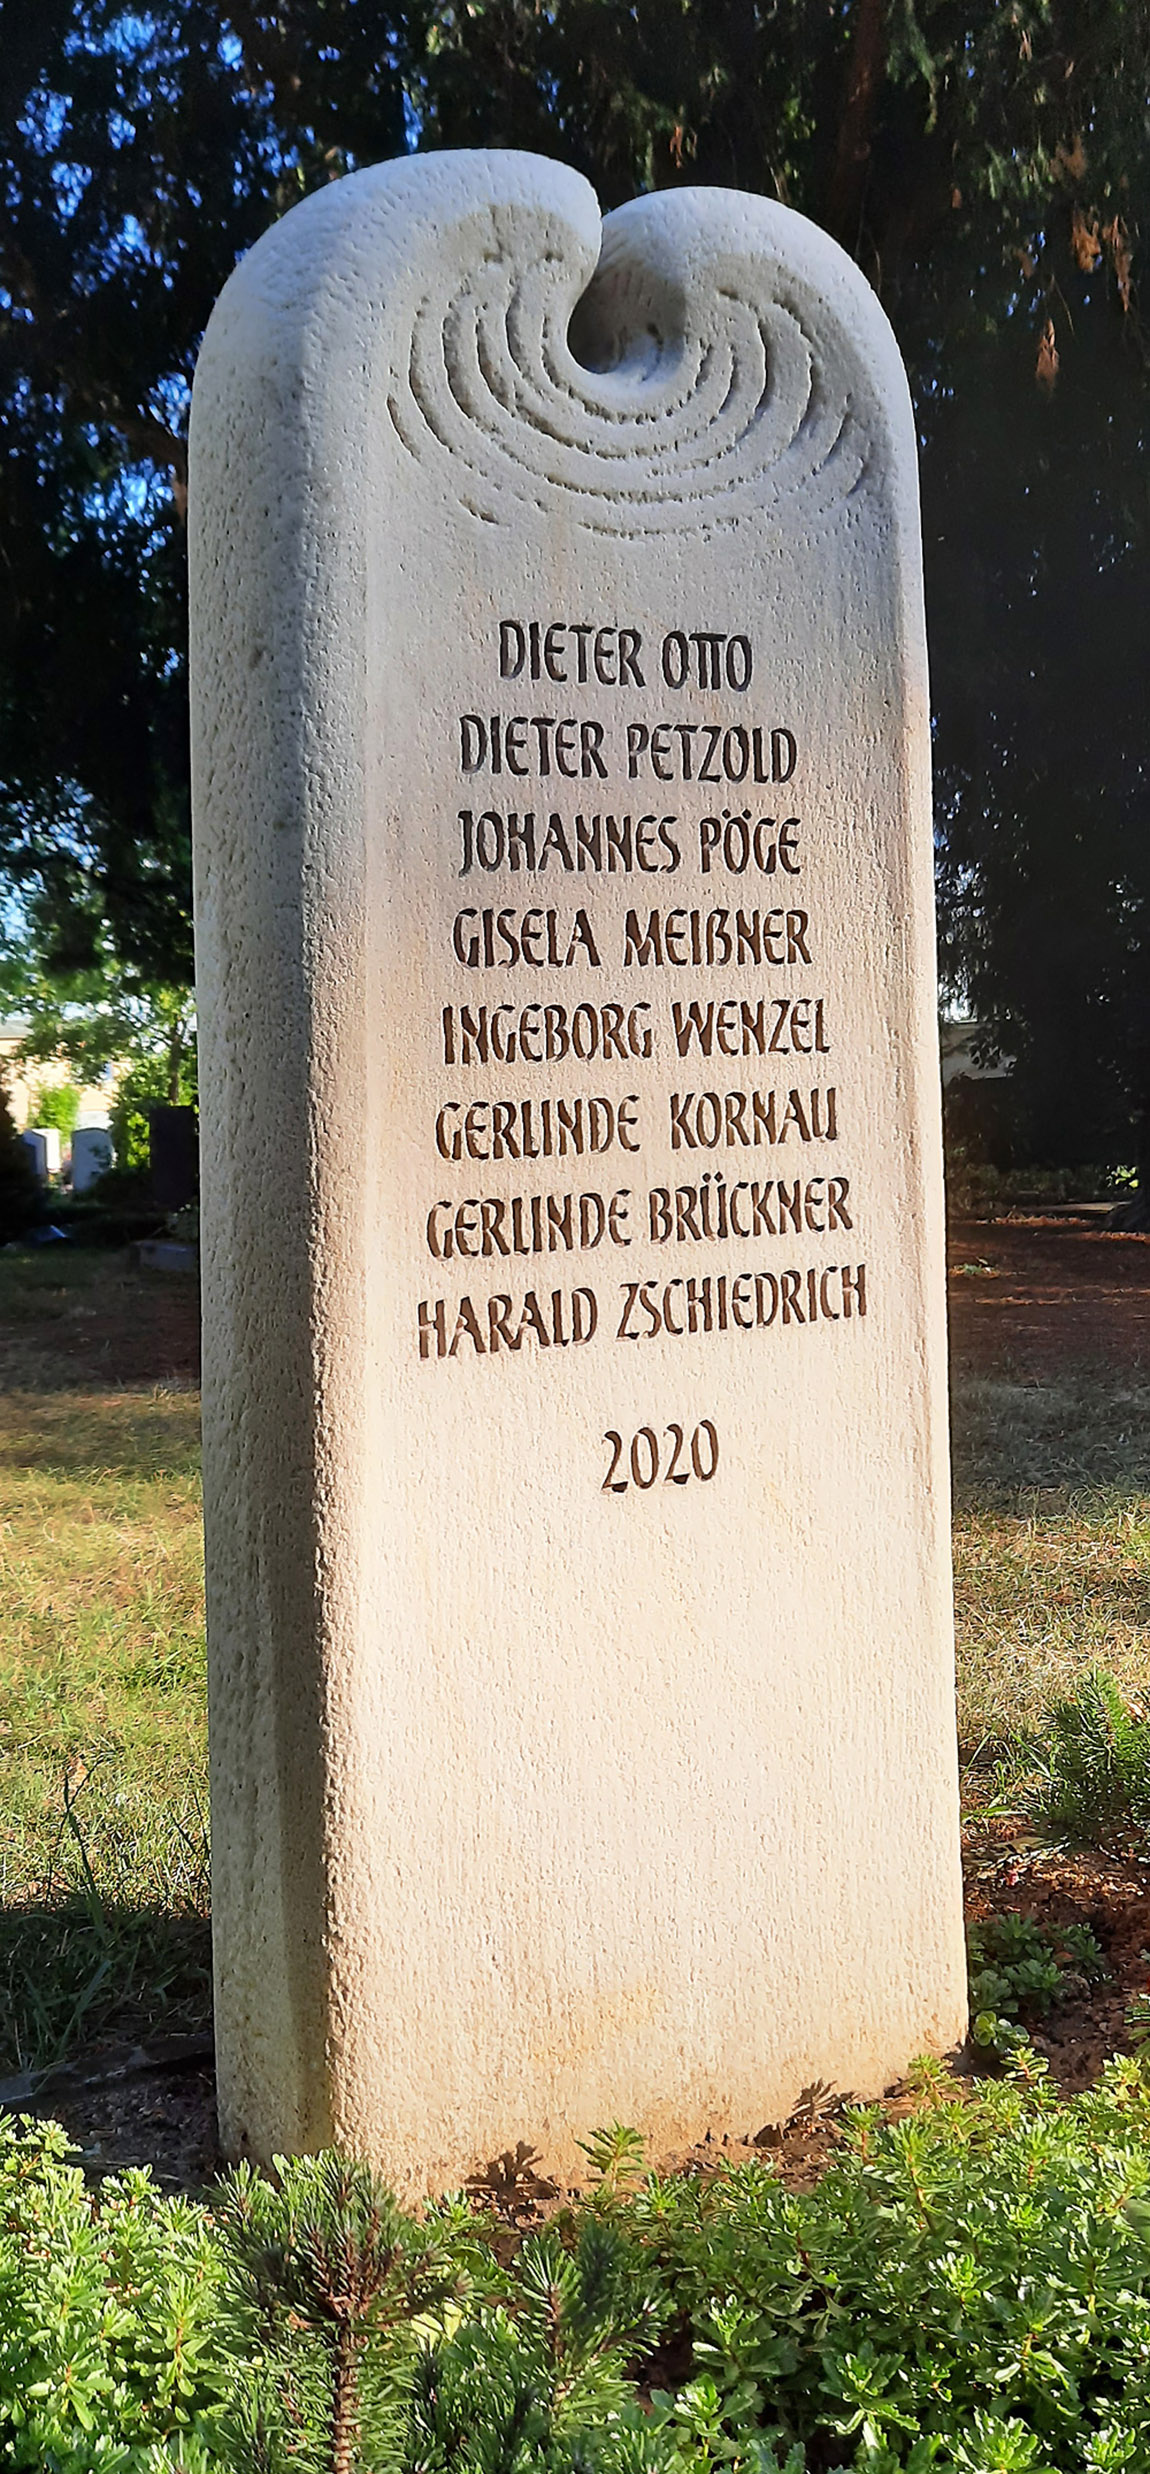 DIETER OTTO
DIETER PETZOLD
JOHANNES PÖGE
GISELA MEIßNER
INGEBORG WENZEL
GERLINDE KORNAU
GERLINDE BRÜCKNER
HARALD ZSCHIEDRICH
2020